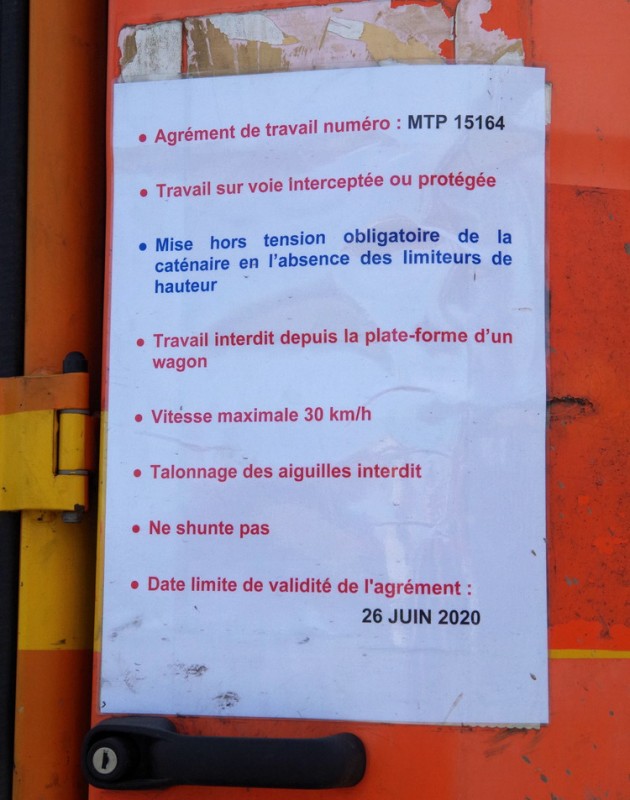 • Agrément de travail numéro : MTP 15164
• Travail sur voie interceptée ou protégée
• Mise hors tension obligatoire de la
caténaire en l'absence des limiteurs de
hauteur
• Travail interdit depuis la plate-forme d'un
wagon
• Vitesse maximale 30 km/h
• Talonnage des aiguilles interdit
• Ne shunte pas
• Date limite de validité de l'agrément :
26 JUIN 2020